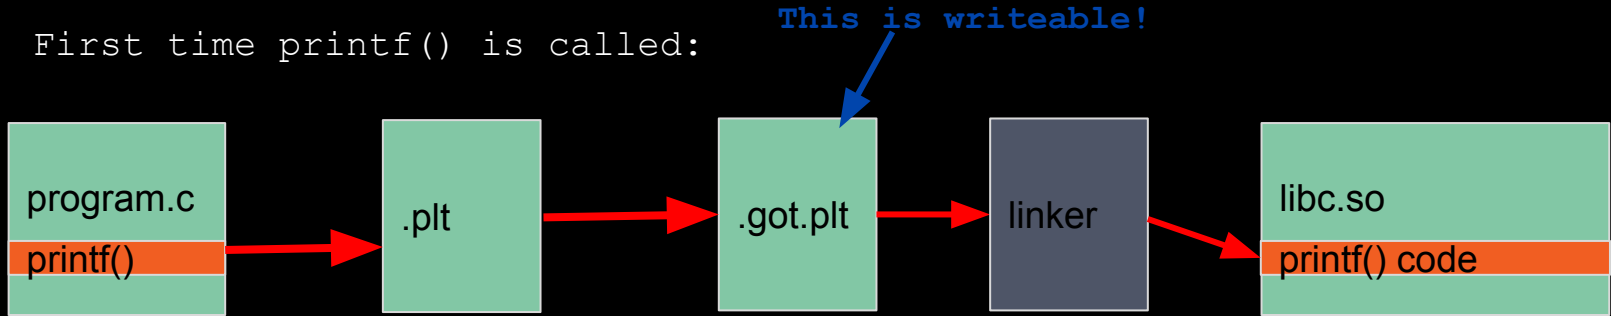 This is writeable!
First time printf() is called:
program.c
printf()
.plt
.got.plt
linker
libc.so
printf() code